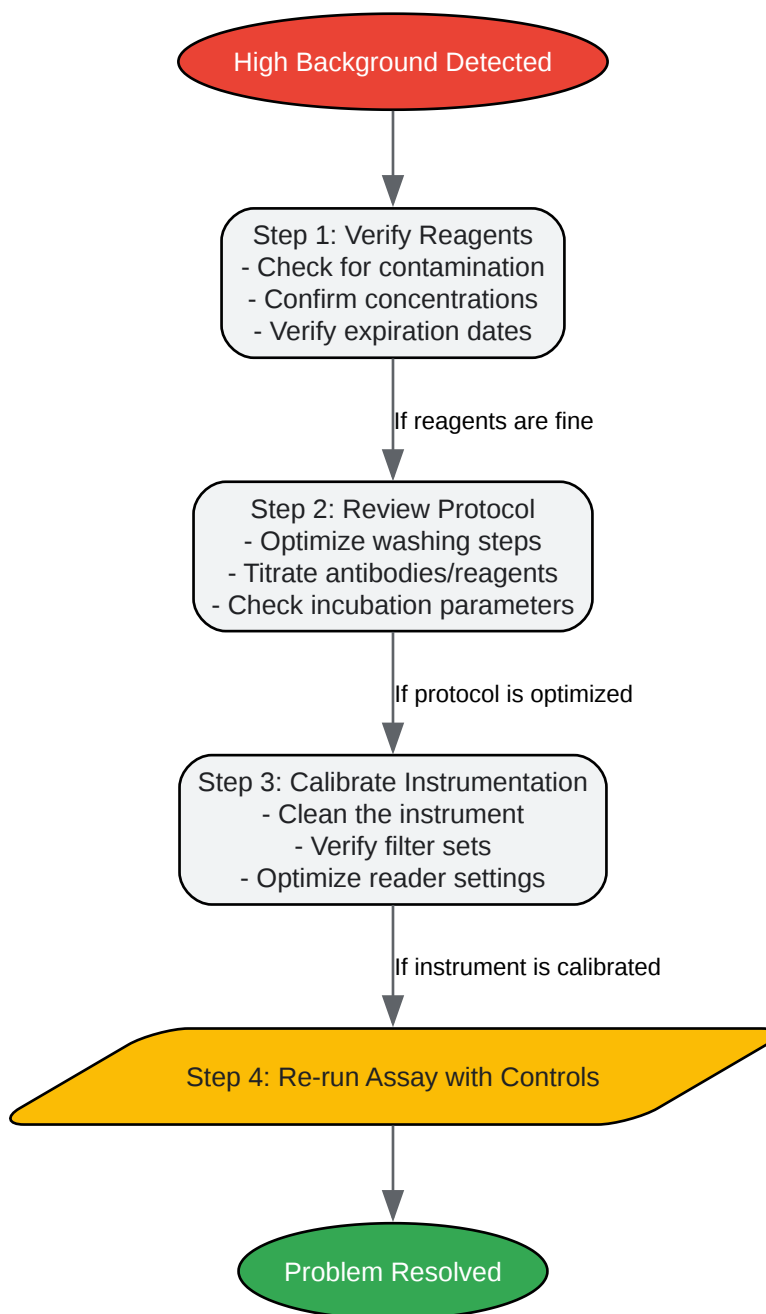 High Background Detected
Step 1: Verify Reagents
- Check for contamination
- Confirm concentrations
- Verify expiration dates
If reagents are fine
Step 2: Review Protocol
- Optimize washing steps
- Titrate antibodies/reagents
- Check incubation parameters
If protocol is optimized
Step 3: Calibrate Instrumentation
- Clean the instrument
- Verify filter sets
- Optimize reader settings
If instrument is calibrated
Step 4: Re-run Assay with Controls
Problem Resolved